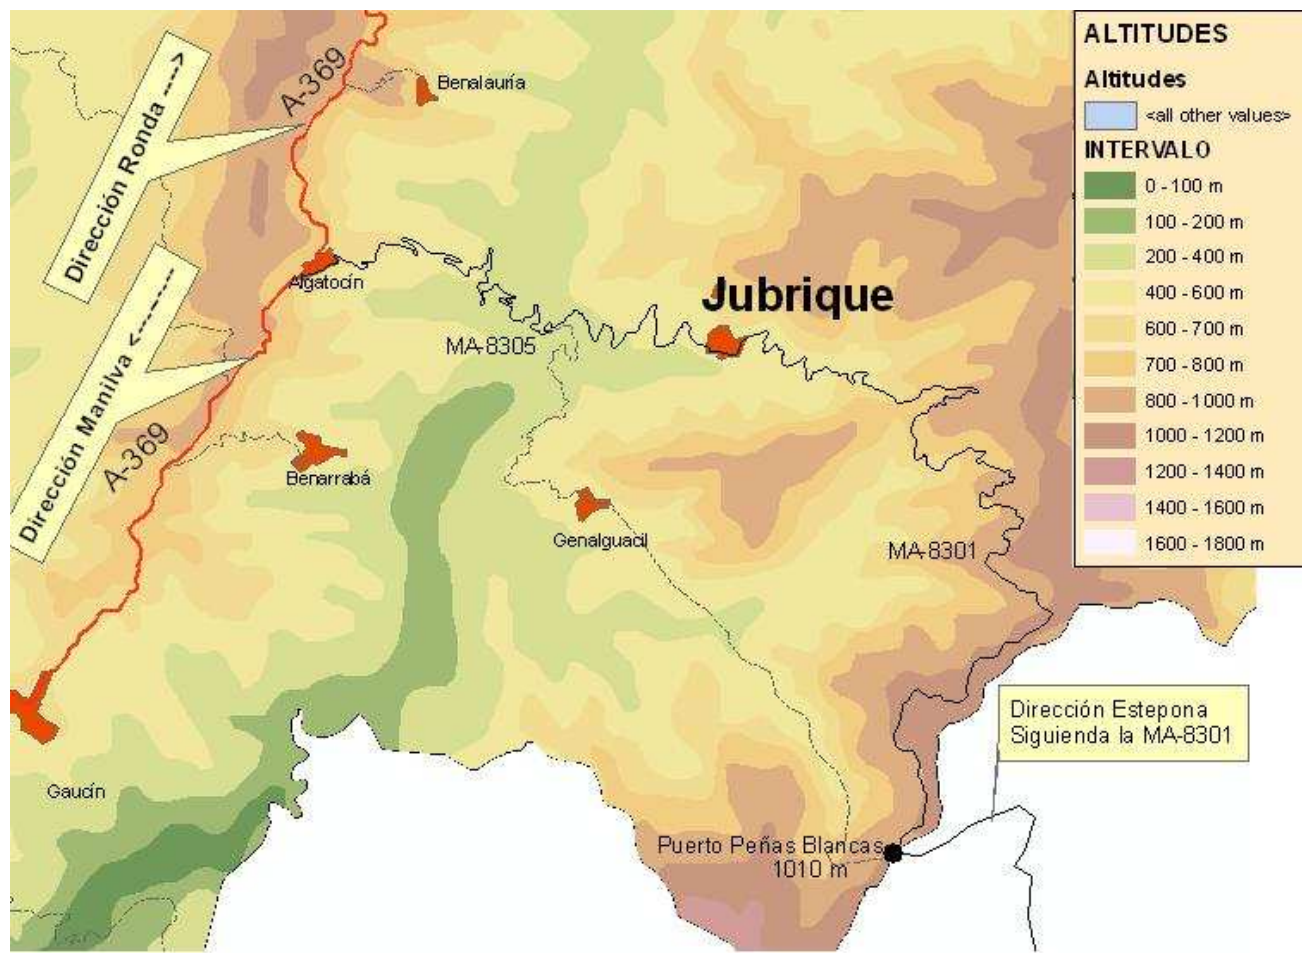 ALTITUDES
Altitudes
<all other values>
INTERVALO
0 - 100 m
100 - 200 m
200 - 400 m
400 - 600 m
600 - 700 m
700 - 800 m
800 - 1000 m
1000 - 1200 m
1200 - 1400 m
1400 - 1600 m
1600 - 1800 m
Dirección Ronda ----->
A-369
Benalauría
Dirección Manilva <-------
Algatocín
Jubrique
MA-8305
A-369
Benarrabá
Genalguacil
MA-8301
Dirección Estepona
Siguienda la MA-8301
Gaucín
Puerto Peñas Blancas
1010 m